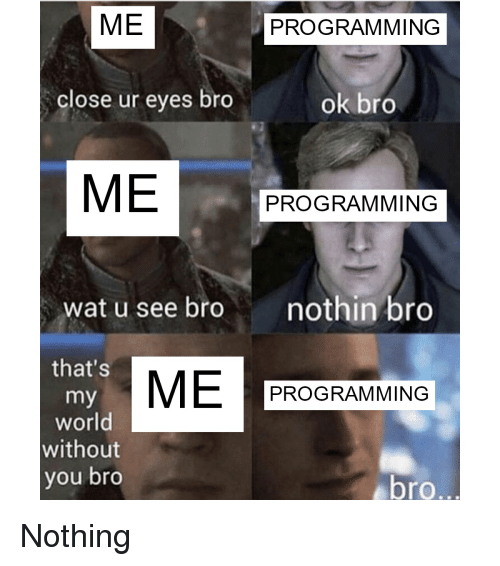 ME
PROGRAMMING
close ur eyes bro
ok bro
ME
PROGRAMMING
wat u see bro
nothin bro
that's
my
world
without
you bro
ME
PROGRAMMING
bro...
Nothing